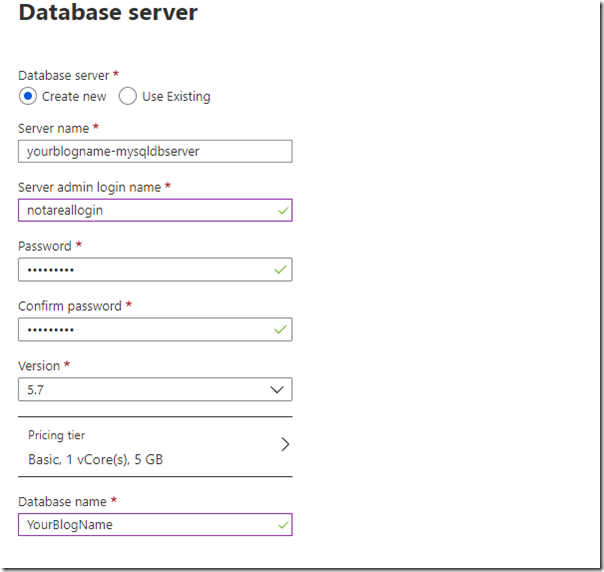 Database server
Database server *
Create new Use Existing
Server name *
yourblogname-mysqldbserver
Server admin login name *
notareallogin
Password *
•••••••••
Confirm password *
•••••••••
Version *
5.7
Pricing tier
Basic, 1 vCore(s), 5 GB
Database name *
YourBlogName